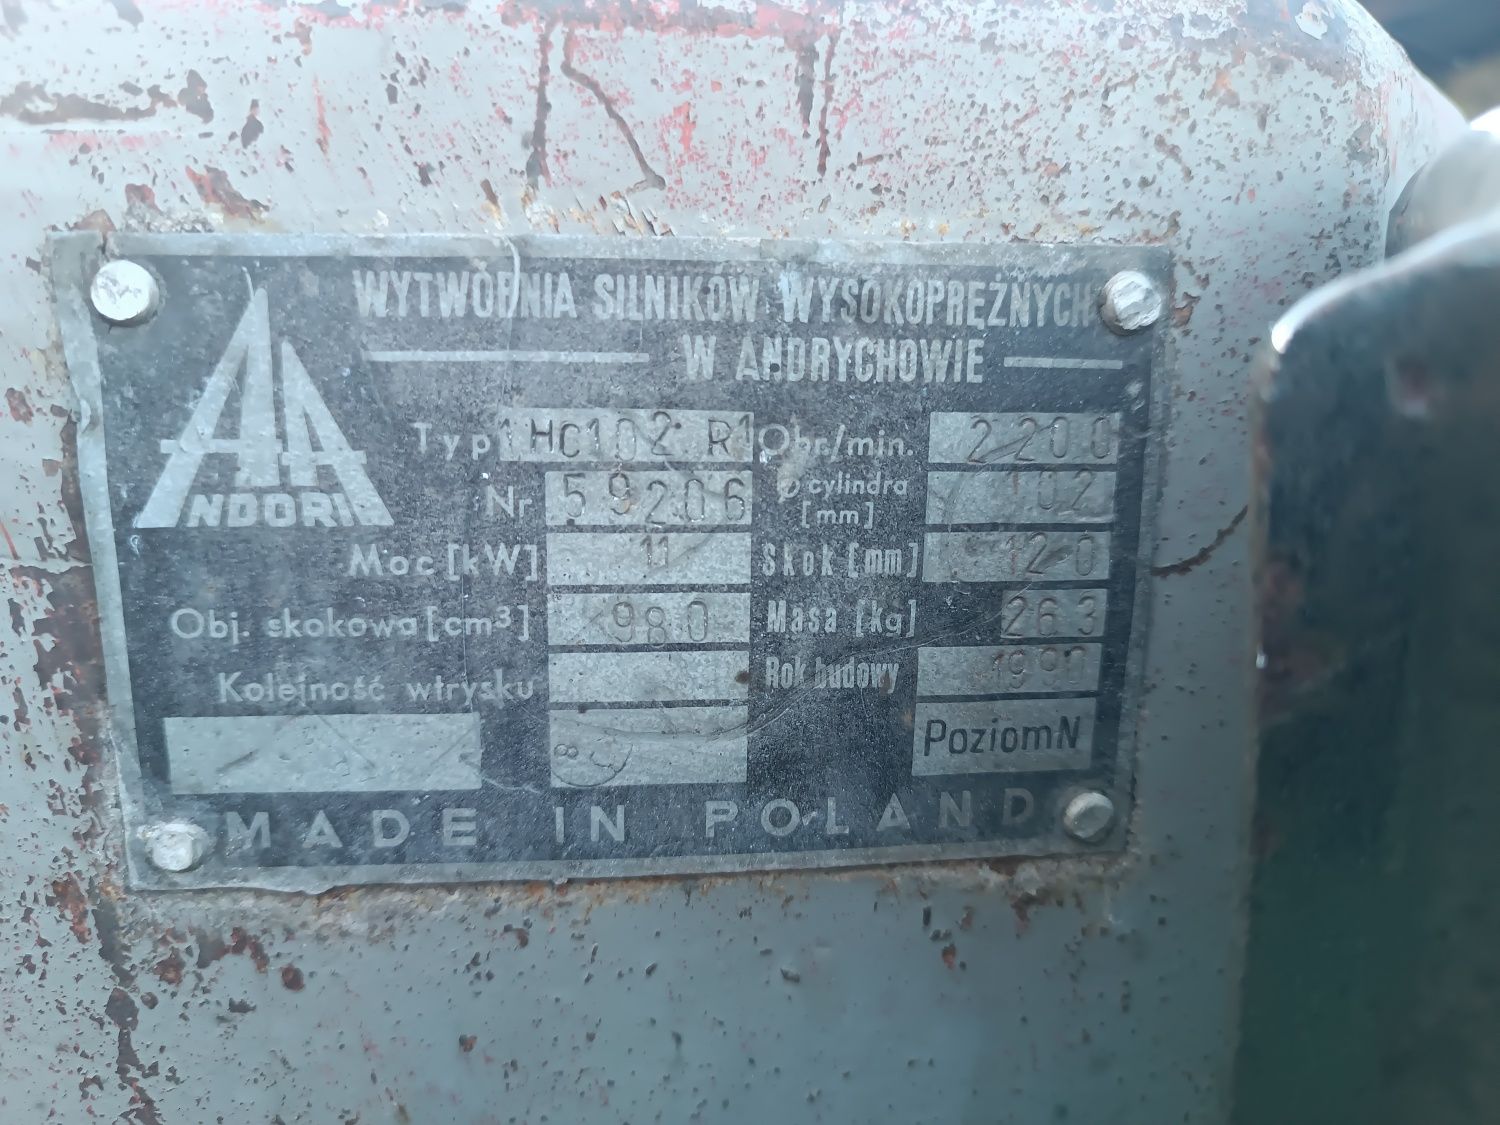 WYTWÓRNIA SILNIKÓW WYSOKOPRĘŻNYCH
W ANDRYCHOWIE
ANDORIA
Typ 1HC102 R1 Obr/min. 2200
Nr 59206 ø cylindra [mm] 102
Moc [kW] 11 Skok [mm] 120
Obj. skokowa [cm³] 980 Masa [kg] 263
Kolejność wtrysku Rok budowy 1990
Poziom N
MADE IN POLAND